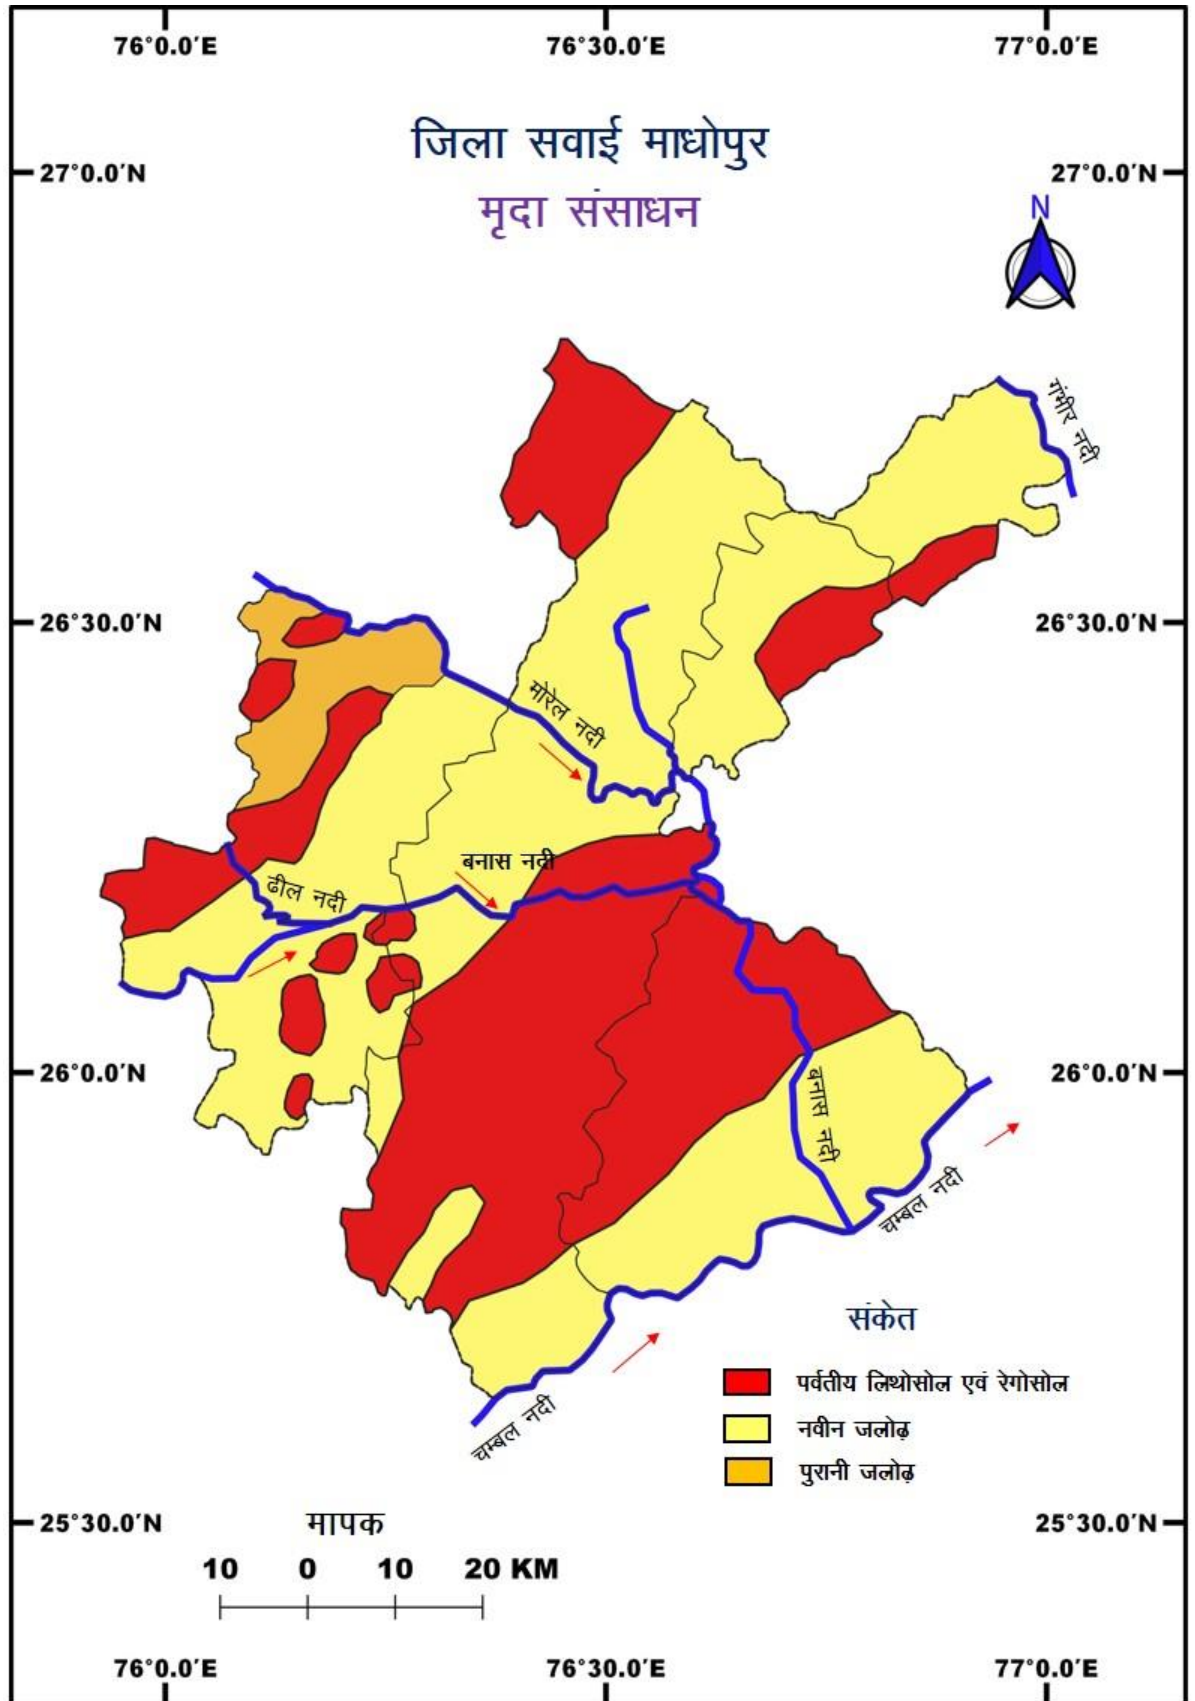 76°0.0'E 76°30.0'E 77°0.0'E
जिला सवाई माधोपुर
27°0.0'N 27°0.0'N
मृदा संसाधन
N
गंभीर नदी
26°30.0'N 26°30.0'N
मोरेल नदी
बनास नदी
ढील नदी
26°0.0'N 26°0.0'N
बनास नदी
चम्बल नदी
संकेत
पर्वतीय लिथोसोल एवं रेगोसोल
चम्बल नदी
नवीन जलोढ़
पुरानी जलोढ़
25°30.0'N 25°30.0'N
मापक
10 0 10 20 KM
76°0.0'E 76°30.0'E 77°0.0'E